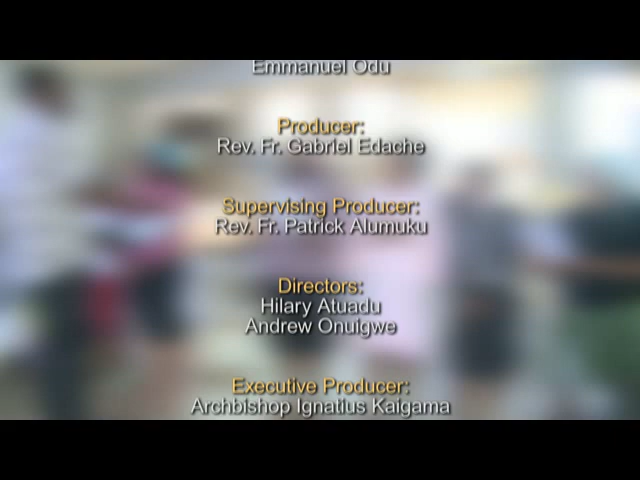 Emmanuel Odu
Producer:
Rev. Fr. Gabriel Edache
Supervising Producer:
Rev. Fr. Patrick Alumuku
Directors:
Hilary Atuadu
Andrew Onuigwe
Executive Producer:
Archbishop Ignatius Kaigama